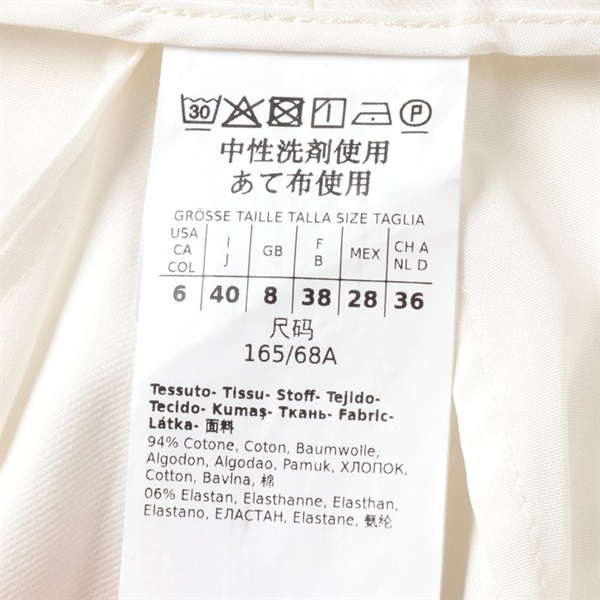 30 P
中性洗剤使用
あて布使用
GRÖSSE TAILLE TALLA SIZE TAGLIA
USA CA COL I J GB F B MEX CH A NL D
6 40 8 38 28 36
尺码
165/68A
Tessuto- Tissu- Stoff- Tejido-
Tecido- Kumaş- Ткань- Fabric-
Látka- 面料
94% Cotone, Coton, Baumwolle,
Algodon, Algodao, Pamuk, ХЛОПОК,
Cotton, Bavlna, 棉
06% Elastan, Elasthanne, Elasthan,
Elastano, ЕЛАСТАН, Elastane, 氨纶